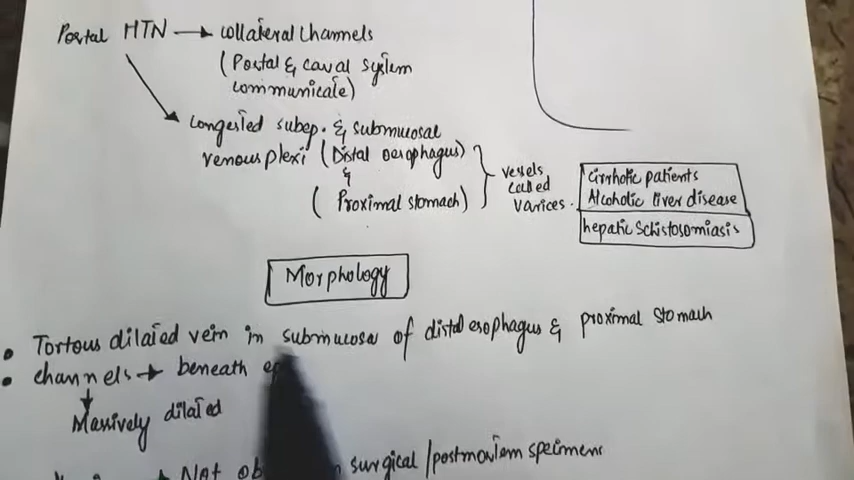 Portal HTN → collateral channels
(Portal & caval system
communicate)
Congested subep. & submucosal
venous plexi (Distal oesophagus)
&
(Proximal stomach)
vessels
called
varices.
Cirrhotic patients
Alcoholic liver disease
hepatic Schistosomiasis
Morphology
• Tortous dilated vein in submucosa of distal esophagus & proximal stomach
• channels → beneath
Massively dilated
Not surgical/postmortem specimens